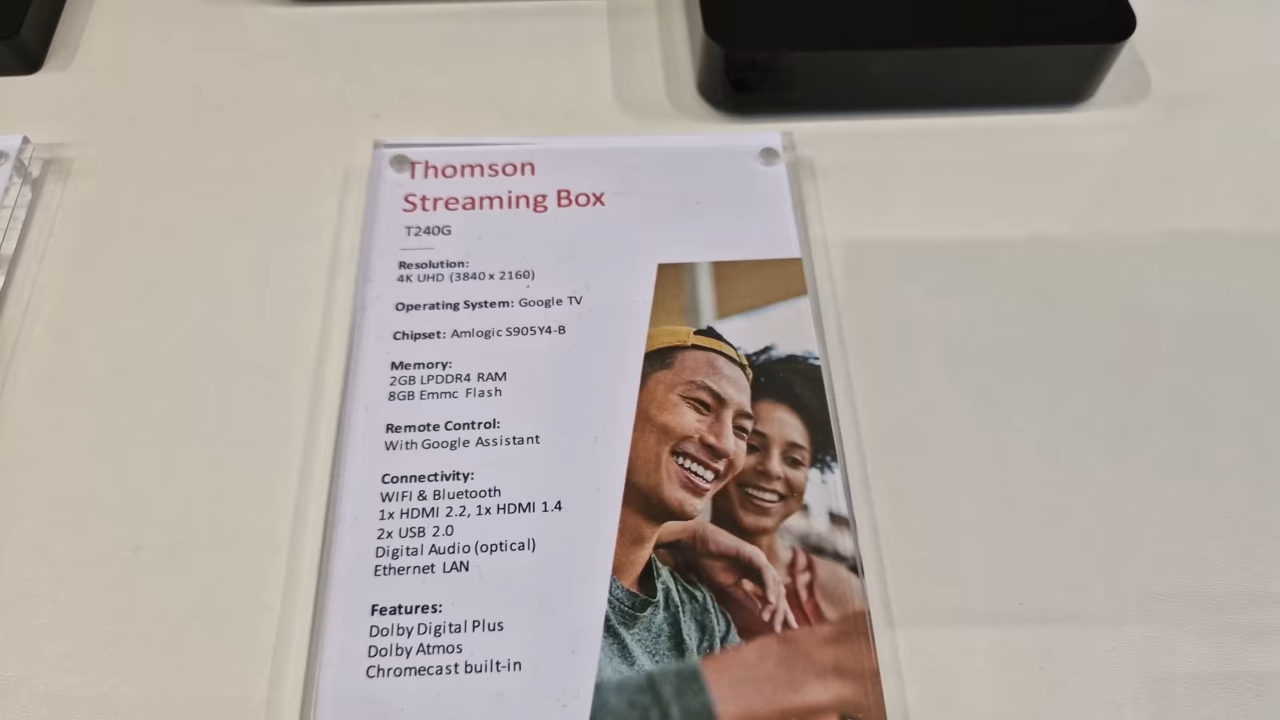 Thomson
Streaming Box
T240G
Resolution:
4K UHD (3840 x 2160)
Operating System: Google TV
Chipset: Amlogic S905Y4-B
Memory:
2GB LPDDR4 RAM
8GB Emmc Flash
Remote Control:
With Google Assistant
Connectivity:
WIFI & Bluetooth
1x HDMI 2.2, 1x HDMI 1.4
2x USB 2.0
Digital Audio (optical)
Ethernet LAN
Features:
Dolby Digital Plus
Dolby Atmos
Chromecast built-in